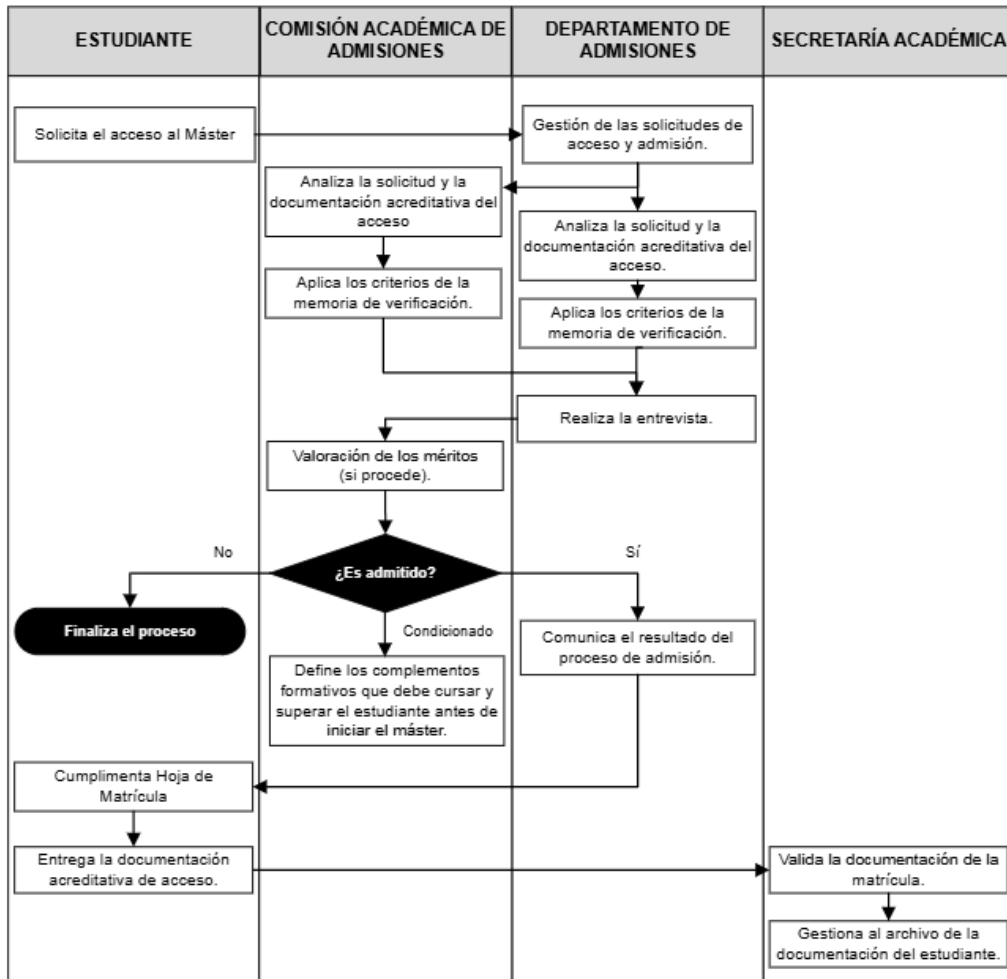 ESTUDIANTE
COMISIÓN ACADÉMICA DE
ADMISIONES
DEPARTAMENTO DE
ADMISIONES
SECRETARÍA ACADÉMICA
Solicita el acceso al Máster
Gestión de las solicitudes de
acceso y admisión.
Analiza la solicitud y la
documentación acreditativa del
acceso
Analiza la solicitud y la
documentación acreditativa del
acceso.
Aplica los criterios de la
memoria de verificación.
Aplica los criterios de la
memoria de verificación.
Realiza la entrevista.
Valoración de los méritos
(si procede).
No
¿Es admitido?
Sí
Finaliza el proceso
Condicionado
Comunica el resultado del
proceso de admisión.
Define los complementos
formativos que debe cursar y
superar el estudiante antes de
iniciar el máster.
Cumplimenta Hoja de
Matrícula
Entrega la documentación
acreditativa de acceso.
Valida la documentación de la
matrícula.
Gestiona al archivo de la
documentación del estudiante.